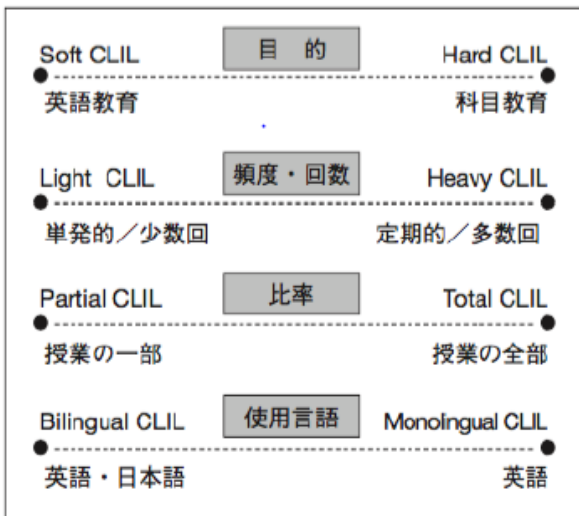 Soft CLIL 目　的 Hard CLIL
英語教育 科目教育
Light CLIL 頻度・回数 Heavy CLIL
単発的／少数回 定期的／多数回
Partial CLIL 比率 Total CLIL
授業の一部 授業の全部
Bilingual CLIL 使用言語 Monolingual CLIL
英語・日本語 英語